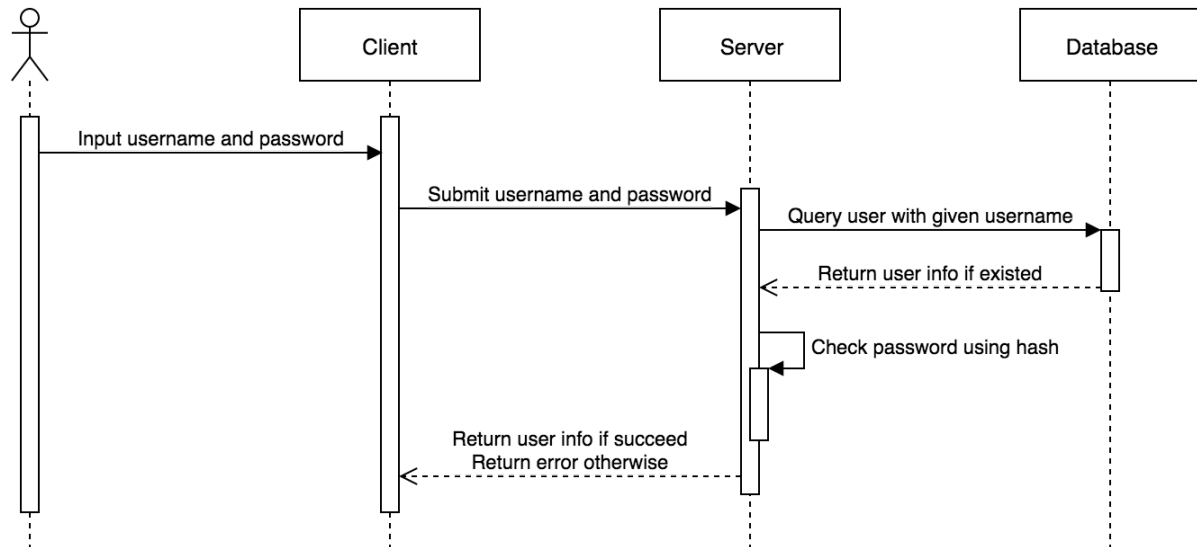 Client
Server
Database
Input username and password
Submit username and password
Query user with given username
Return user info if existed
Check password using hash
Return user info if succeed
Return error otherwise